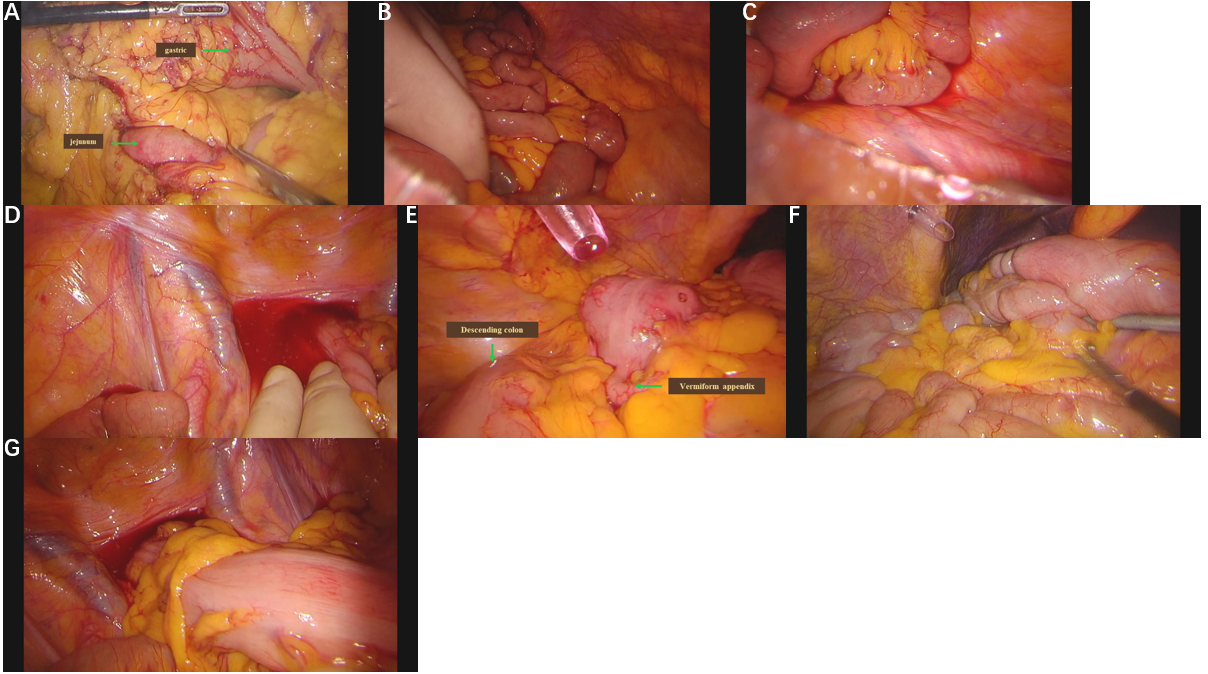 A
B
C
gastric
jejunum
D
E
F
Descending colon
Vermiform appendix
G